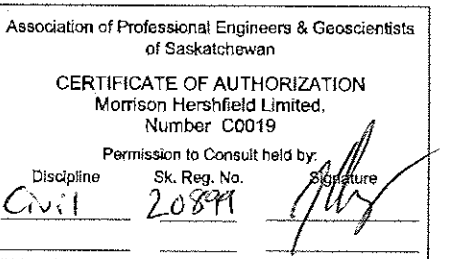 Association of Professional Engineers & Geoscientists
of Saskatchewan
CERTIFICATE OF AUTHORIZATION
Morrison Hershfield Limited,
Number C0019
Permission to Consult held by:
Discipline Sk. Reg. No. Signature
Civil 20899